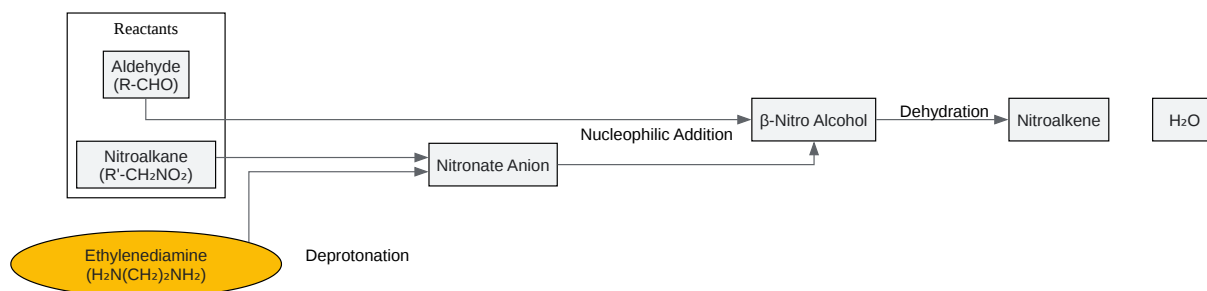 Reactants
Aldehyde
(R-CHO)
Nitroalkane
(R'-CH₂NO₂)
Ethylenediamine
(H₂N(CH₂)₂NH₂)
Deprotonation
Nitronate Anion
Nucleophilic Addition
β-Nitro Alcohol
Dehydration
Nitroalkene
H₂O